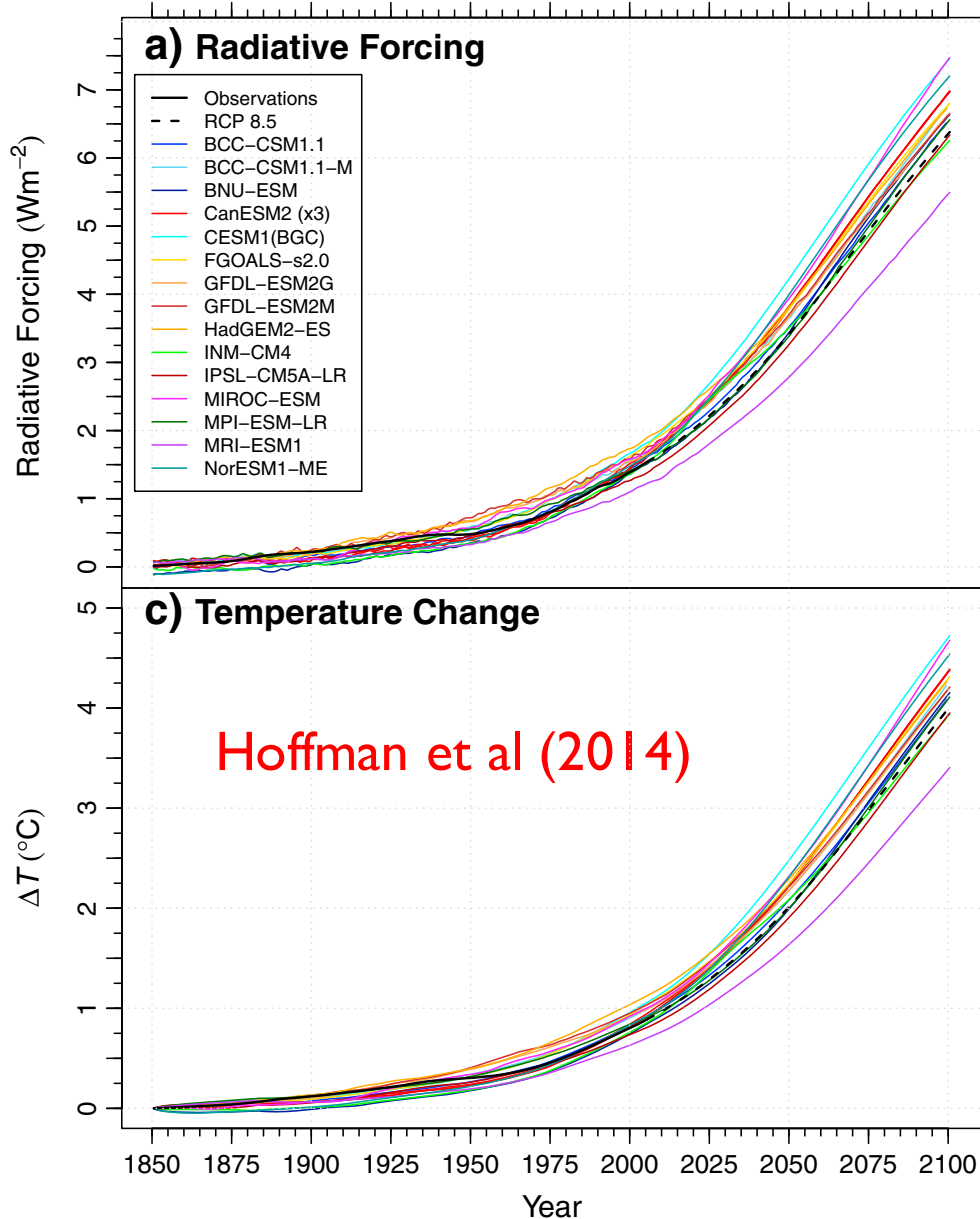 a) Radiative Forcing
Radiative Forcing (Wm−2)
7
6
5
4
3
2
1
0
Observations
RCP 8.5
BCC−CSM1.1
BCC−CSM1.1−M
BNU−ESM
CanESM2 (x3)
CESM1(BGC)
FGOALS−s2.0
GFDL−ESM2G
GFDL−ESM2M
HadGEM2−ES
INM−CM4
IPSL−CM5A−LR
MIROC−ESM
MPI−ESM−LR
MRI−ESM1
NorESM1−ME
c) Temperature Change
Hoffman et al (2014)
ΔT (°C)
5
4
3
2
1
0
1850 1875 1900 1925 1950 1975 2000 2025 2050 2075 2100
Year